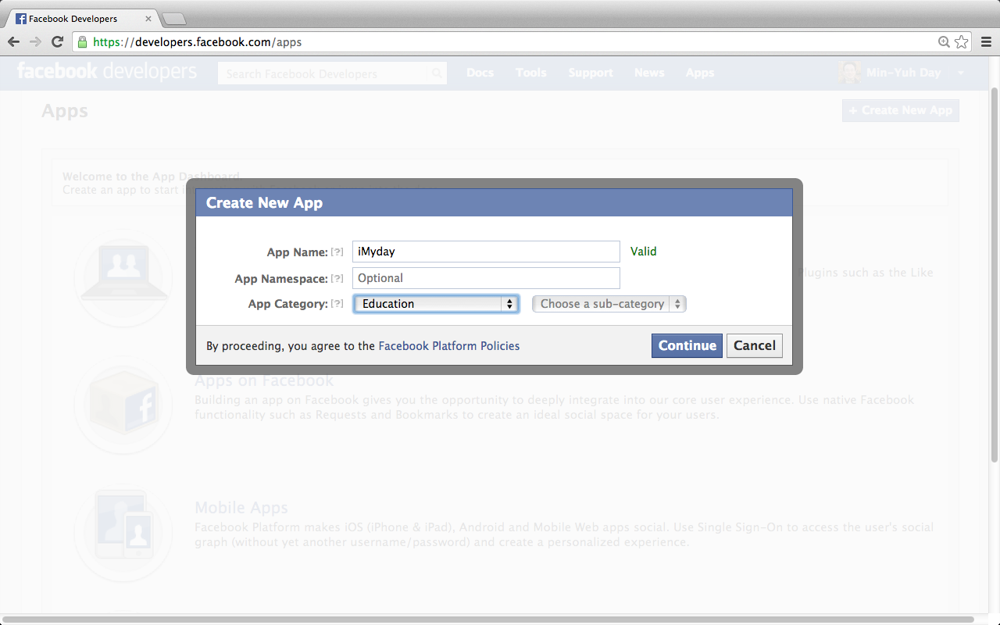 Facebook Developers
https://developers.facebook.com/apps
facebook developers Search Facebook Developers Docs Tools Support News Apps Min-Yuh Day
Apps + Create New App
Welcome to the App Dashboard.
Create an app to start i
Create New App
App Name: [?] iMyday Valid
App Namespace: [?] Optional
Plugins such as the Like
App Category: [?] Education Choose a sub-category
By proceeding, you agree to the Facebook Platform Policies Continue Cancel
Apps on Facebook
Building an app on Facebook gives you the opportunity to deeply integrate into our core user experience. Use native Facebook
functionality such as Requests and Bookmarks to create an ideal social space for your users.
Mobile Apps
Facebook Platform makes iOS (iPhone & iPad), Android and Mobile Web apps social. Use Single Sign-On to access the user's social
graph (without yet another username/password) and create a personalized experience.